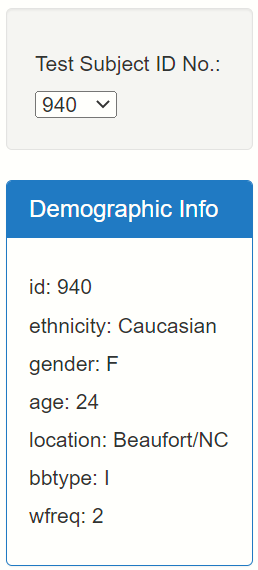 Test Subject ID No.:
940
Demographic Info
id: 940
ethnicity: Caucasian
gender: F
age: 24
location: Beaufort/NC
bbtype: I
wfreq: 2